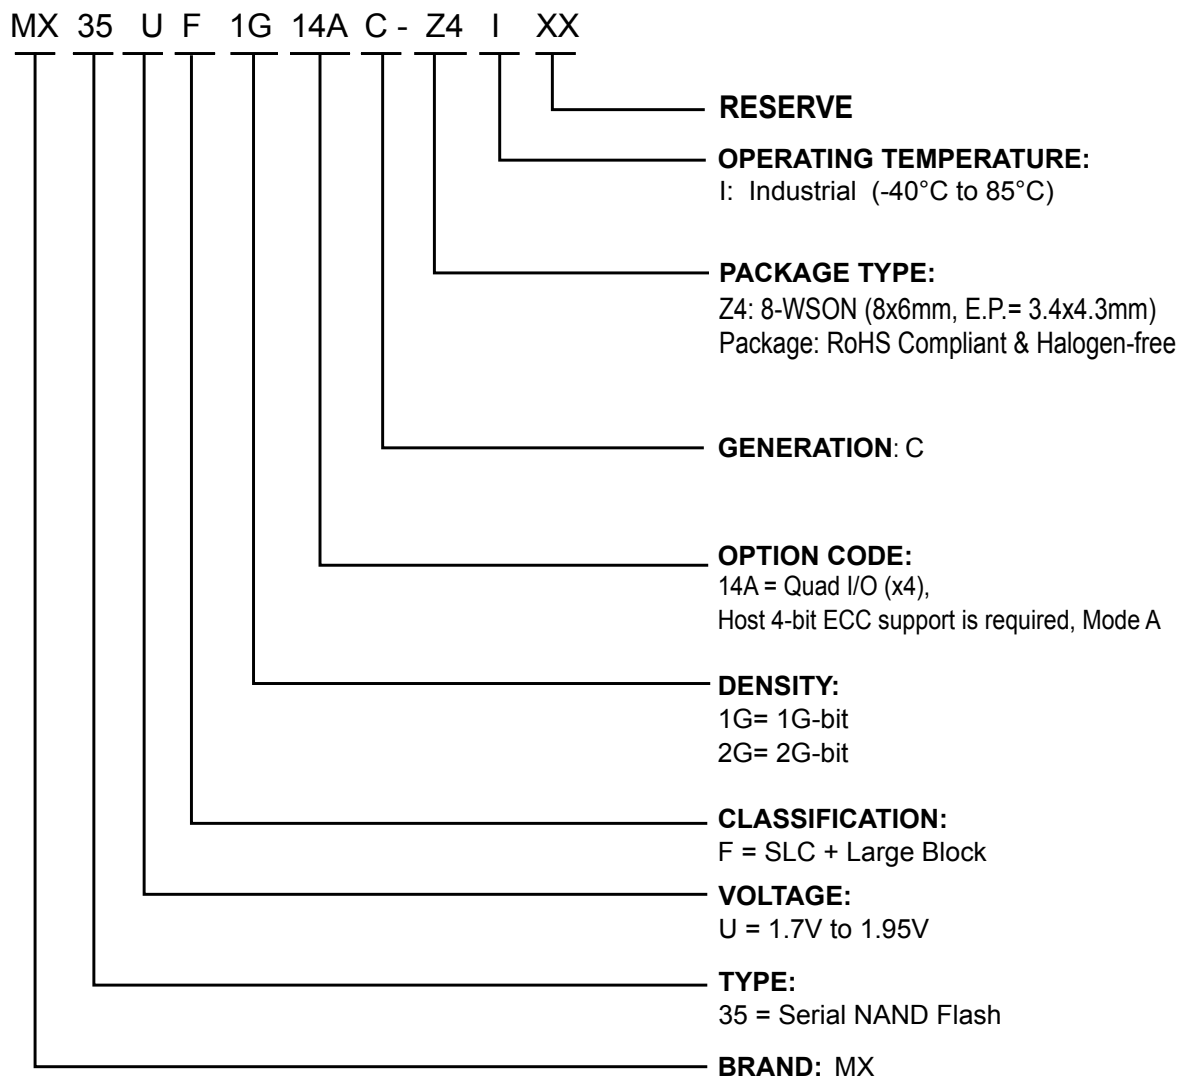 MX 35 U F 1G 14A C - Z4 I XX
RESERVE
OPERATING TEMPERATURE:
I: Industrial (-40°C to 85°C)
PACKAGE TYPE:
Z4: 8-WSON (8x6mm, E.P.= 3.4x4.3mm)
Package: RoHS Compliant & Halogen-free
GENERATION: C
OPTION CODE:
14A = Quad I/O (x4),
Host 4-bit ECC support is required, Mode A
DENSITY:
1G= 1G-bit
2G= 2G-bit
CLASSIFICATION:
F = SLC + Large Block
VOLTAGE:
U = 1.7V to 1.95V
TYPE:
35 = Serial NAND Flash
BRAND: MX